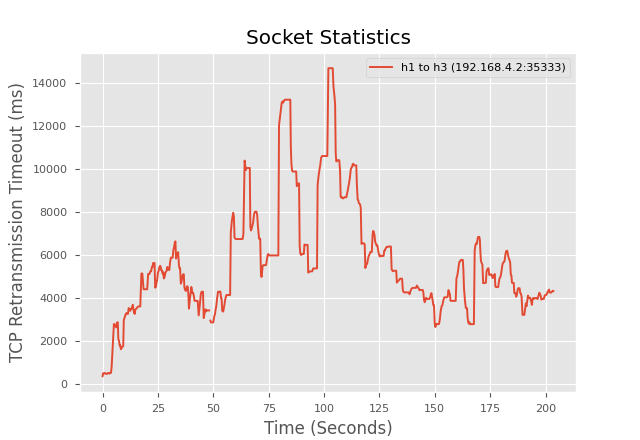 Socket Statistics
h1 to h3 (192.168.4.2:35333)
TCP Retransmission Timeout (ms)
14000
12000
10000
8000
6000
4000
2000
0
0 25 50 75 100 125 150 175 200
Time (Seconds)